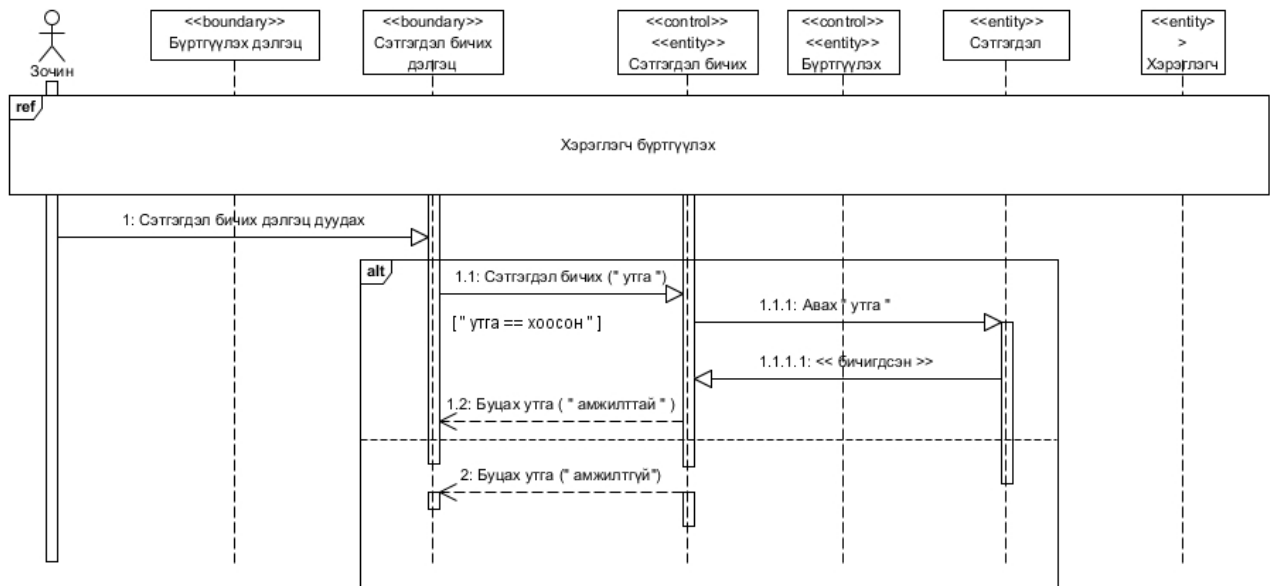 Зочин
<<boundary>>
Бүртгүүлэх дэлгэц
<<boundary>>
Сэтгэгдэл бичих
дэлгэц
<<control>>
<<entity>>
Сэтгэгдэл бичих
<<control>>
<<entity>>
Бүртгүүлэх
<<entity>>
Сэтгэгдэл
<<entity>
>
Хэрэглэгч
ref
Хэрэглэгч бүртгүүлэх
1: Сэтгэгдэл бичих дэлгэц дуудах
alt
1.1: Сэтгэгдэл бичих (" утга ")
1.1.1: Авах " утга "
[ " утга == хоосон " ]
1.1.1.1: << бичигдсэн >>
1.2: Буцах утга ( " амжилттай " )
2: Буцах утга (" амжилтгүй")